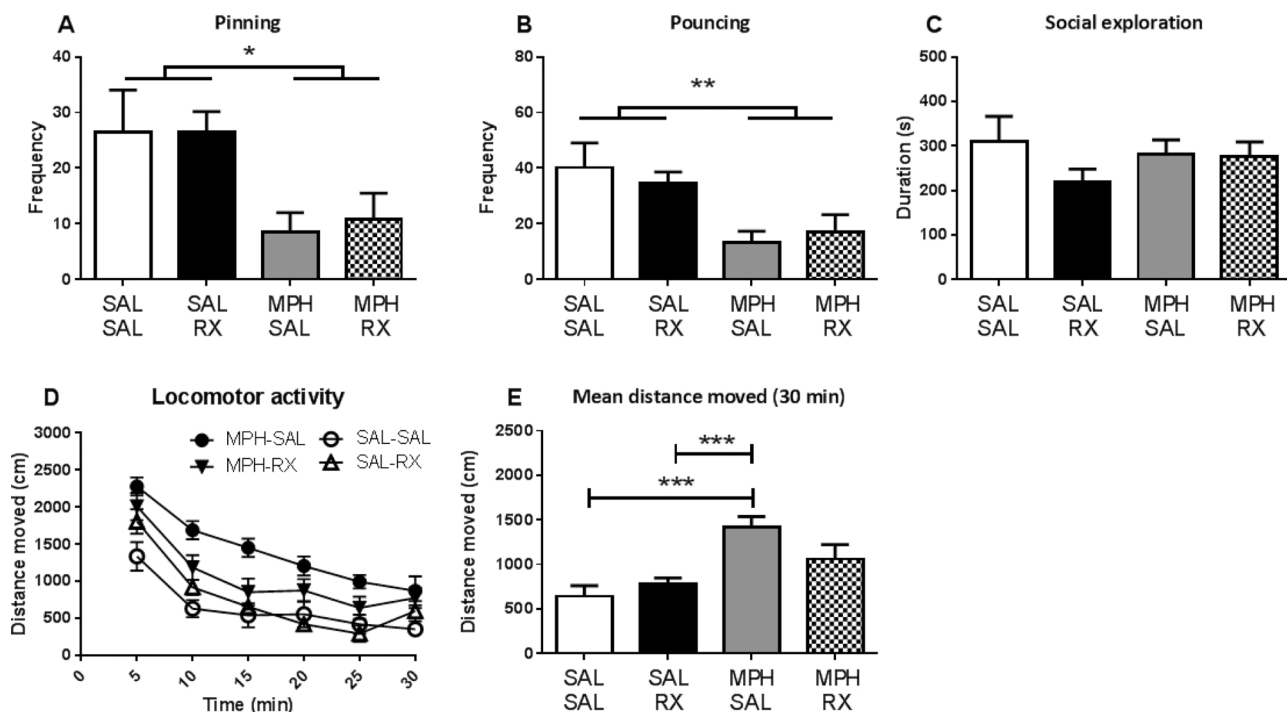 A Pinning
*
Frequency
40
30
20
10
0
SAL SAL MPH MPH
SAL RX SAL RX
B Pouncing
**
Frequency
80
60
40
20
0
SAL SAL MPH MPH
SAL RX SAL RX
C Social exploration
Duration (s)
500
400
300
200
100
0
SAL SAL MPH MPH
SAL RX SAL RX
D Locomotor activity
MPH-SAL SAL-SAL
MPH-RX SAL-RX
Distance moved (cm)
3000
2500
2000
1500
1000
500
0
0 5 10 15 20 25 30
Time (min)
E Mean distance moved (30 min)
***
***
Distance moved (cm)
2500
2000
1500
1000
500
0
SAL SAL MPH MPH
SAL RX SAL RX